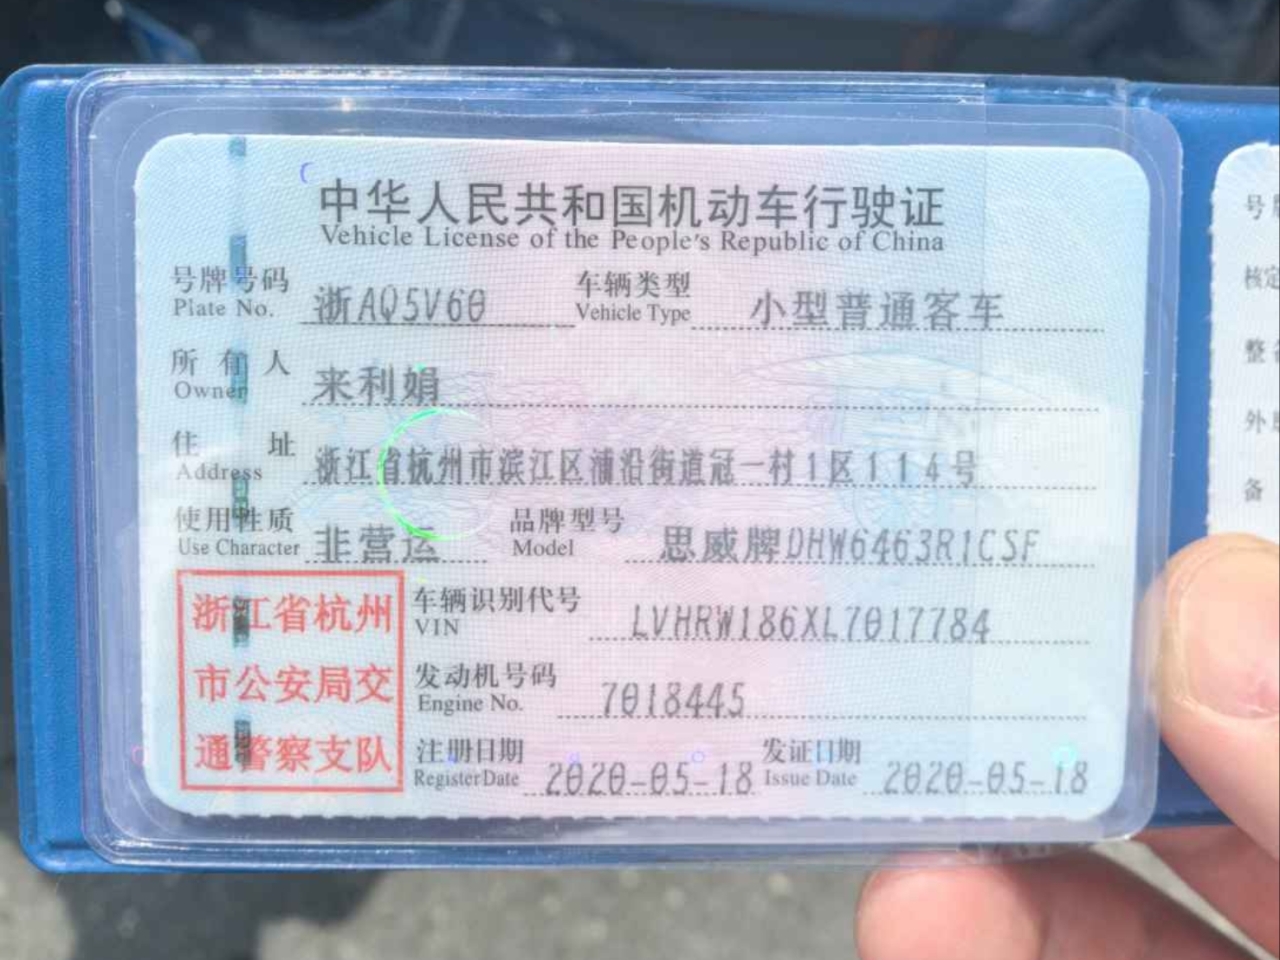 中华人民共和国机动车行驶证
Vehicle License of the People's Republic of China
号牌号码 浙AQ5V60 车辆类型 小型普通客车
Plate No. Vehicle Type
所有人 来利娟
Owner
住址 浙江省杭州市滨江区浦沿街道冠一村1区114号
Address
使用性质 非营运 品牌型号 思威牌DHW6463R1CSF
Use Character Model
浙江省杭州
市公安局交
通警察支队
车辆识别代号 LVHRW186XL7017784
VIN
发动机号码 7018445
Engine No.
注册日期 2020-05-18 发证日期 2020-05-18
Register Date Issue Date
号
核定
整
外
备